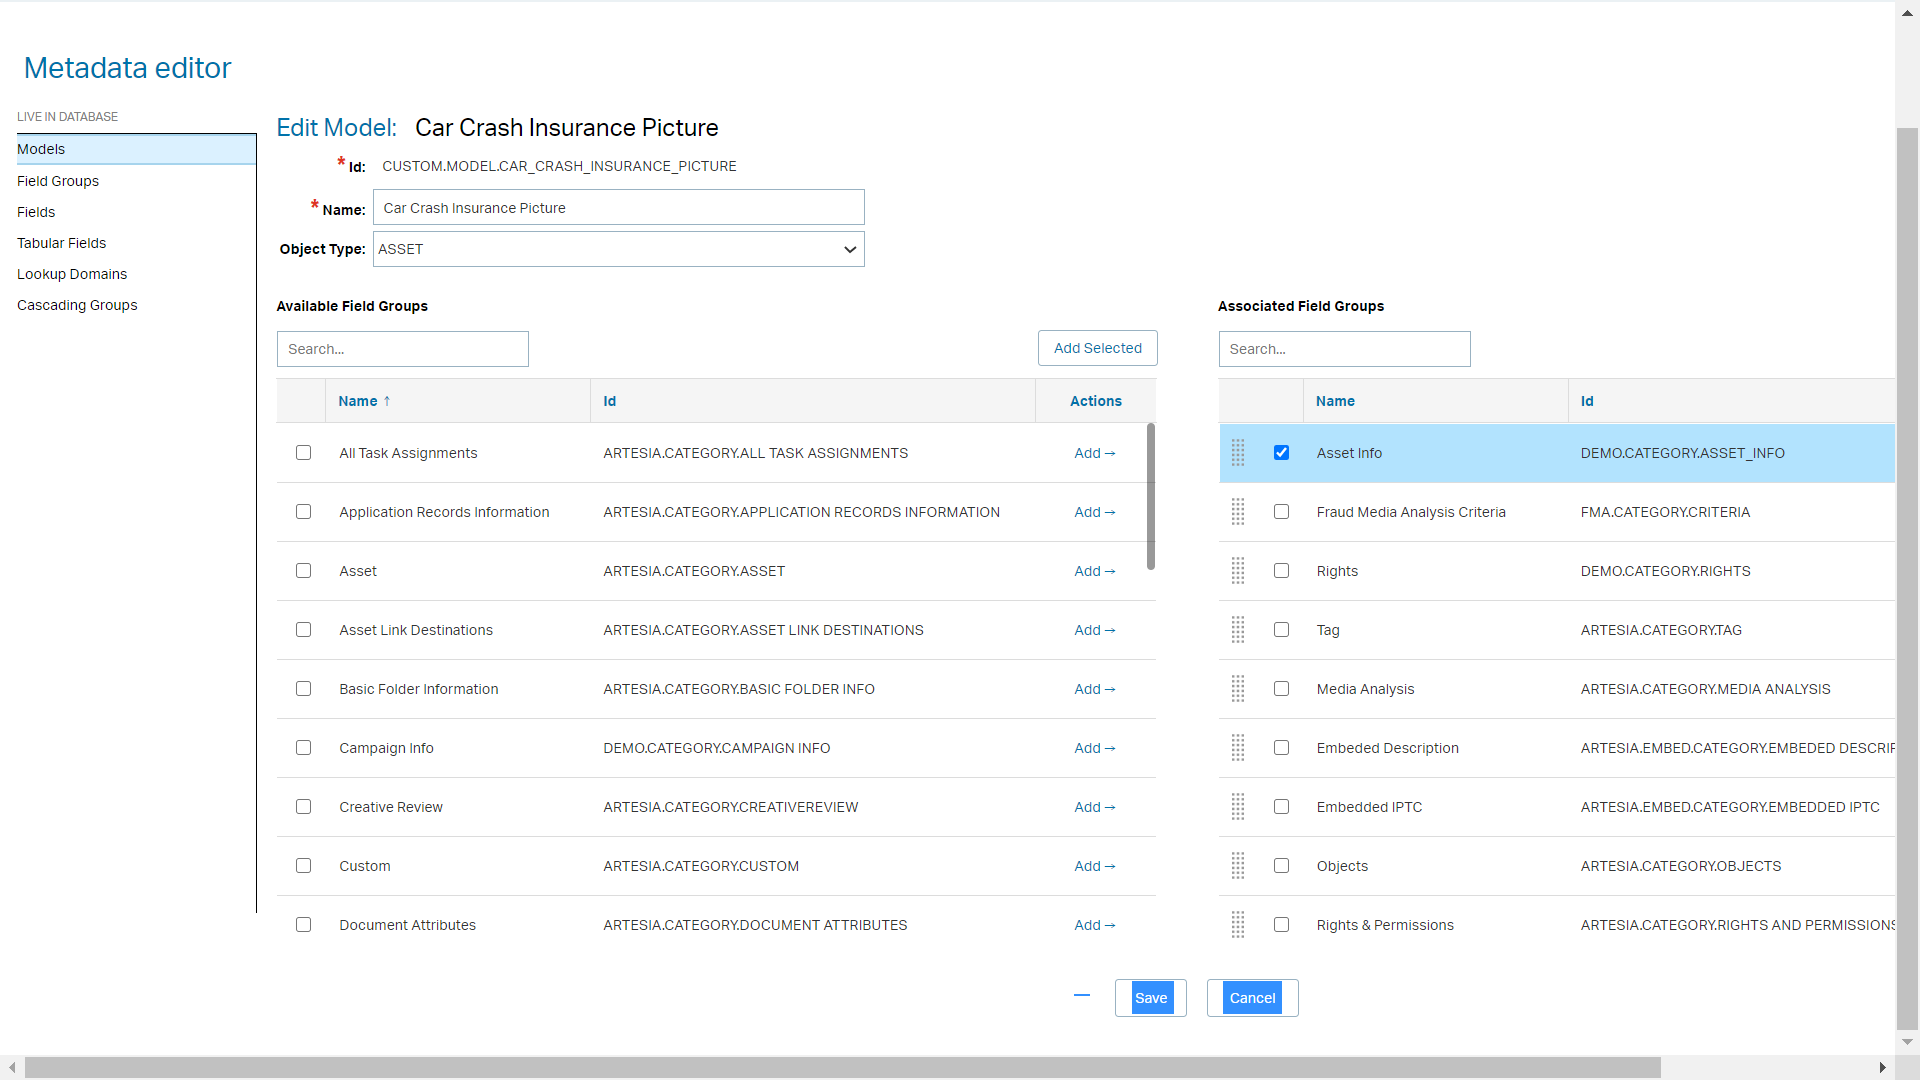 Metadata editor
LIVE IN DATABASE
Models
Field Groups
Fields
Tabular Fields
Lookup Domains
Cascading Groups
Edit Model: Car Crash Insurance Picture
* Id: CUSTOM.MODEL.CAR_CRASH_INSURANCE_PICTURE
* Name: Car Crash Insurance Picture
Object Type: ASSET
Available Field Groups
Search...
Add Selected
Name ↑ Id Actions
All Task Assignments ARTESIA.CATEGORY.ALL TASK ASSIGNMENTS Add →
Application Records Information ARTESIA.CATEGORY.APPLICATION RECORDS INFORMATION Add →
Asset ARTESIA.CATEGORY.ASSET Add →
Asset Link Destinations ARTESIA.CATEGORY.ASSET LINK DESTINATIONS Add →
Basic Folder Information ARTESIA.CATEGORY.BASIC FOLDER INFO Add →
Campaign Info DEMO.CATEGORY.CAMPAIGN INFO Add →
Creative Review ARTESIA.CATEGORY.CREATIVEREVIEW Add →
Custom ARTESIA.CATEGORY.CUSTOM Add →
Document Attributes ARTESIA.CATEGORY.DOCUMENT ATTRIBUTES Add →
Associated Field Groups
Search...
Name Id
Asset Info DEMO.CATEGORY.ASSET_INFO
Fraud Media Analysis Criteria FMA.CATEGORY.CRITERIA
Rights DEMO.CATEGORY.RIGHTS
Tag ARTESIA.CATEGORY.TAG
Media Analysis ARTESIA.CATEGORY.MEDIA ANALYSIS
Embeded Description ARTESIA.EMBED.CATEGORY.EMBEDED DESCRIP
Embedded IPTC ARTESIA.EMBED.CATEGORY.EMBEDDED IPTC
Objects ARTESIA.CATEGORY.OBJECTS
Rights & Permissions ARTESIA.CATEGORY.RIGHTS AND PERMISSIONS
Save Cancel